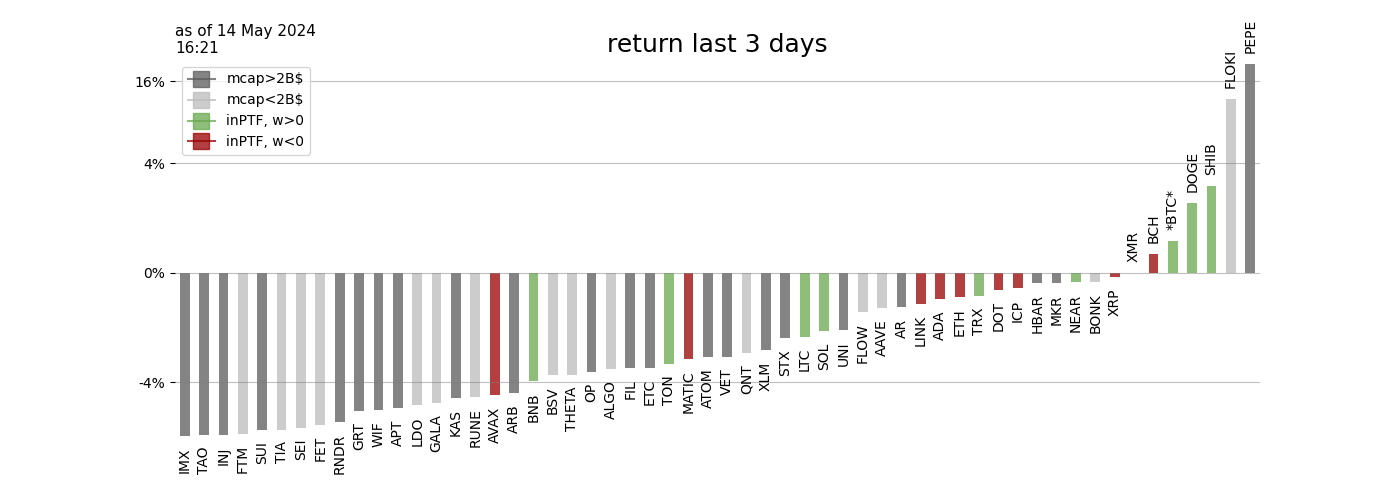 as of 14 May 2024
16:21
return last 3 days
mcap>2B$
mcap<2B$
inPTF, w>0
inPTF, w<0
16%
4%
0%
-4%
IMX
TAO
INJ
FTM
SUI
TIA
SEI
FET
RNDR
GRT
WIF
APT
LDO
GALA
KAS
RUNE
AVAX
ARB
BNB
BSV
THETA
OP
ALGO
FIL
ETC
TON
MATIC
ATOM
VET
QNT
XLM
STX
LTC
SOL
UNI
FLOW
AAVE
AR
LINK
ADA
ETH
TRX
DOT
ICP
HBAR
MKR
NEAR
BONK
XRP
XMR
BCH
*BTC*
DOGE
SHIB
FLOKI
PEPE